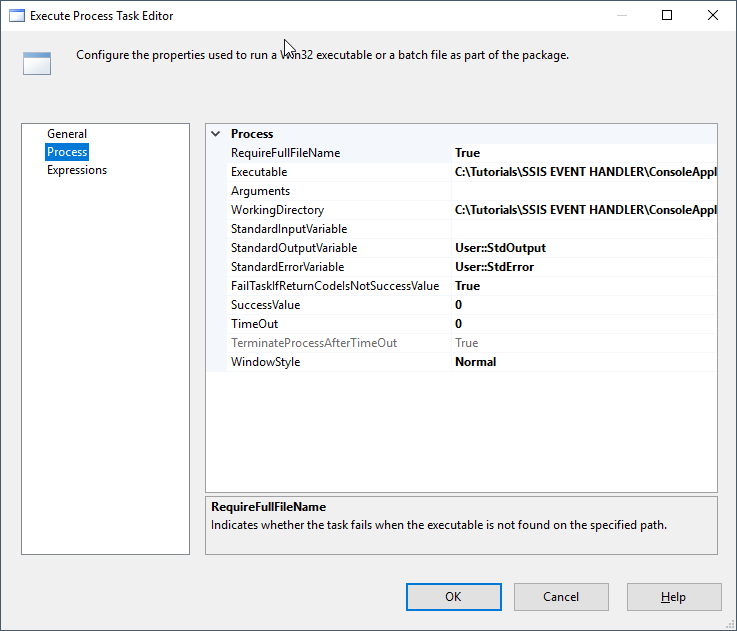 Execute Process Task Editor
Configure the properties used to run a Win32 executable or a batch file as part of the package.
General
Process
Expressions
Process
RequireFullFileName True
Executable C:\Tutorials\SSIS EVENT HANDLER\ConsoleAppl
Arguments
WorkingDirectory C:\Tutorials\SSIS EVENT HANDLER\ConsoleAppl
StandardInputVariable
StandardOutputVariable User::StdOutput
StandardErrorVariable User::StdError
FailTaskIfReturnCodeIsNotSuccessValue True
SuccessValue 0
TimeOut 0
TerminateProcessAfterTimeOut True
WindowStyle Normal
RequireFullFileName
Indicates whether the task fails when the executable is not found on the specified path.
OK Cancel Help